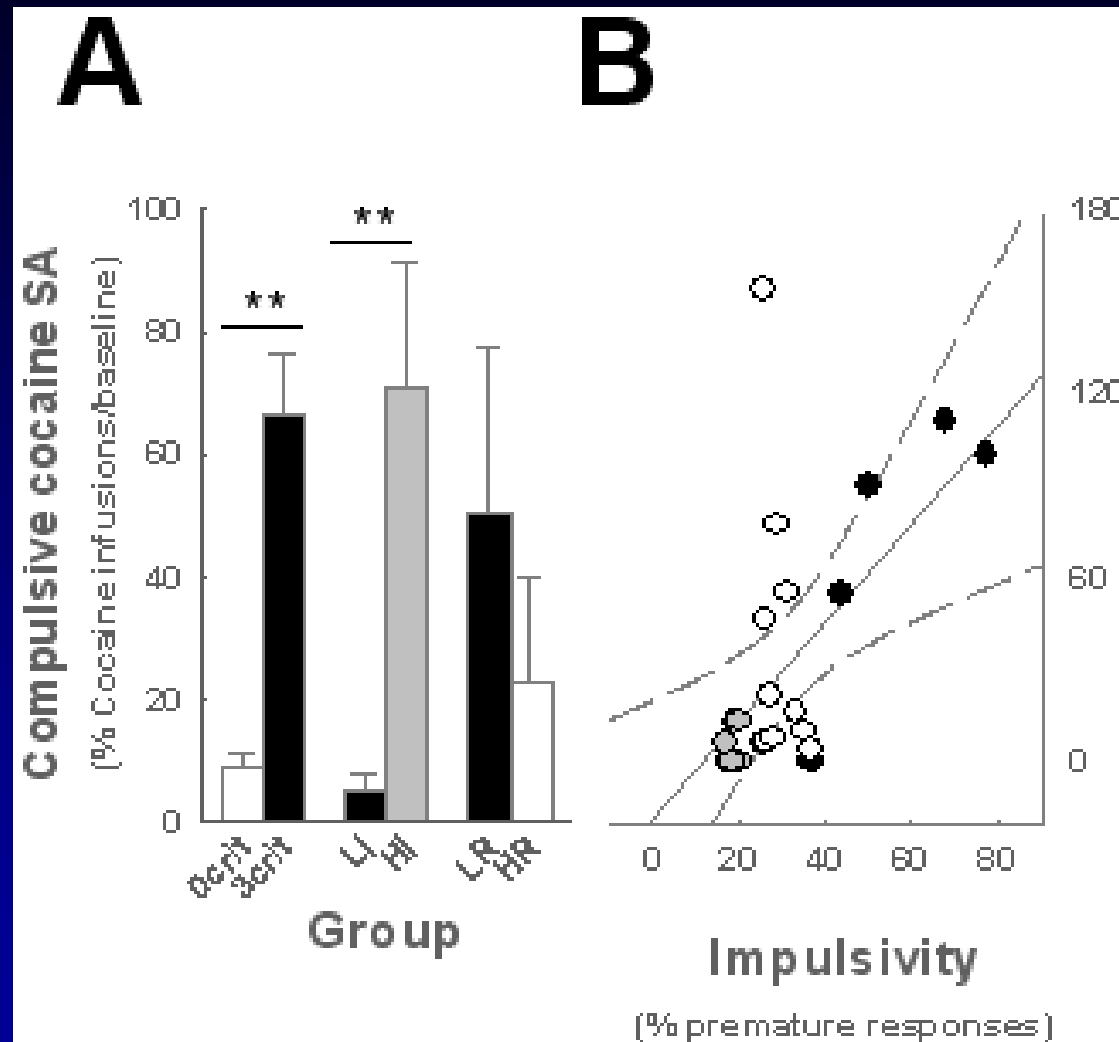 A
B
Compulsive cocaine SA
(% Cocaine infusions/baseline)
100
80
60
40
20
0
**
**
0crit
3crit
LI
HI
LR
HR
Group
180
120
60
0
0
20
40
60
80
Impulsivity
(% premature responses)